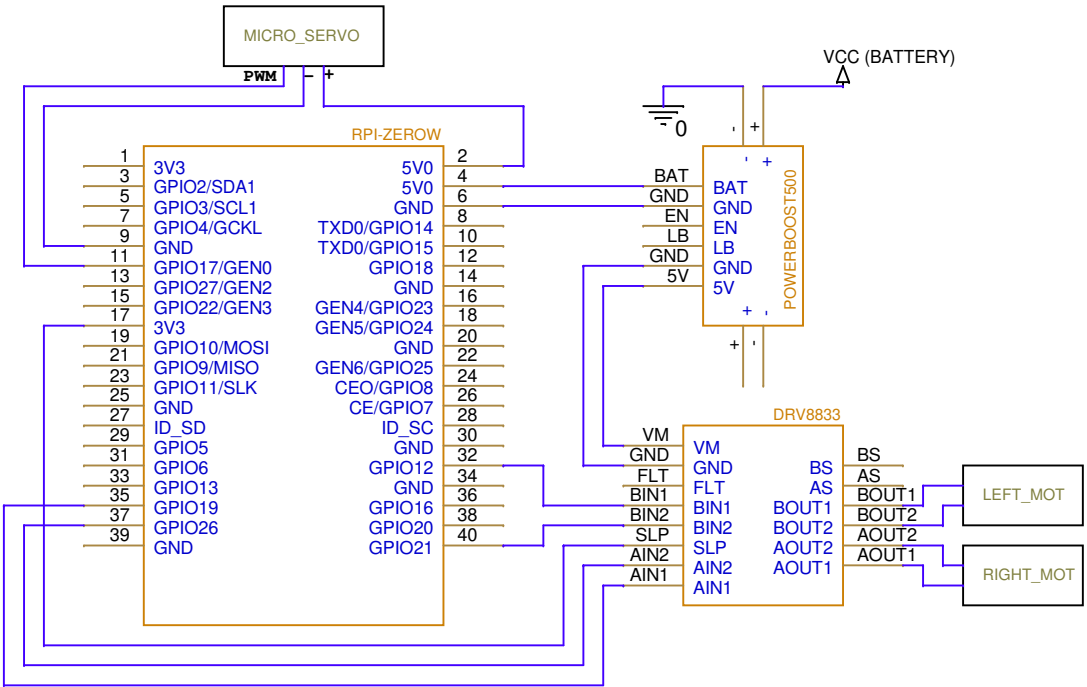 MICRO_SERVO
PWM - +
VCC (BATTERY)
0
- +
RPI-ZEROW
1 3V3 5V0 2
3 GPIO2/SDA1 5V0 4
5 GPIO3/SCL1 GND 6
7 GPIO4/GCKL TXD0/GPIO14 8
9 GND TXD0/GPIO15 10
11 GPIO17/GEN0 GPIO18 12
13 GPIO27/GEN2 GND 14
15 GPIO22/GEN3 GEN4/GPIO23 16
17 3V3 GEN5/GPIO24 18
19 GPIO10/MOSI GND 20
21 GPIO9/MISO GEN6/GPIO25 22
23 GPIO11/SLK CEO/GPIO8 24
25 GND CE/GPIO7 26
27 ID_SD ID_SC 28
29 GPIO5 GND 30
31 GPIO6 GPIO12 32
33 GPIO13 GND 34
35 GPIO19 GPIO16 36
37 GPIO26 GPIO20 38
39 GND GPIO21 40
- +
BAT BAT
GND GND
EN EN
LB LB
GND GND
5V 5V
+ -
POWERBOOST500
+ -
DRV8833
VM VM
GND GND BS BS
FLT FLT AS AS
BIN1 BIN1 BOUT1 BOUT1
BIN2 BIN2 BOUT2 BOUT2
SLP SLP AOUT2 AOUT2
AIN2 AIN2 AOUT1 AOUT1
AIN1 AIN1
LEFT_MOT
RIGHT_MOT